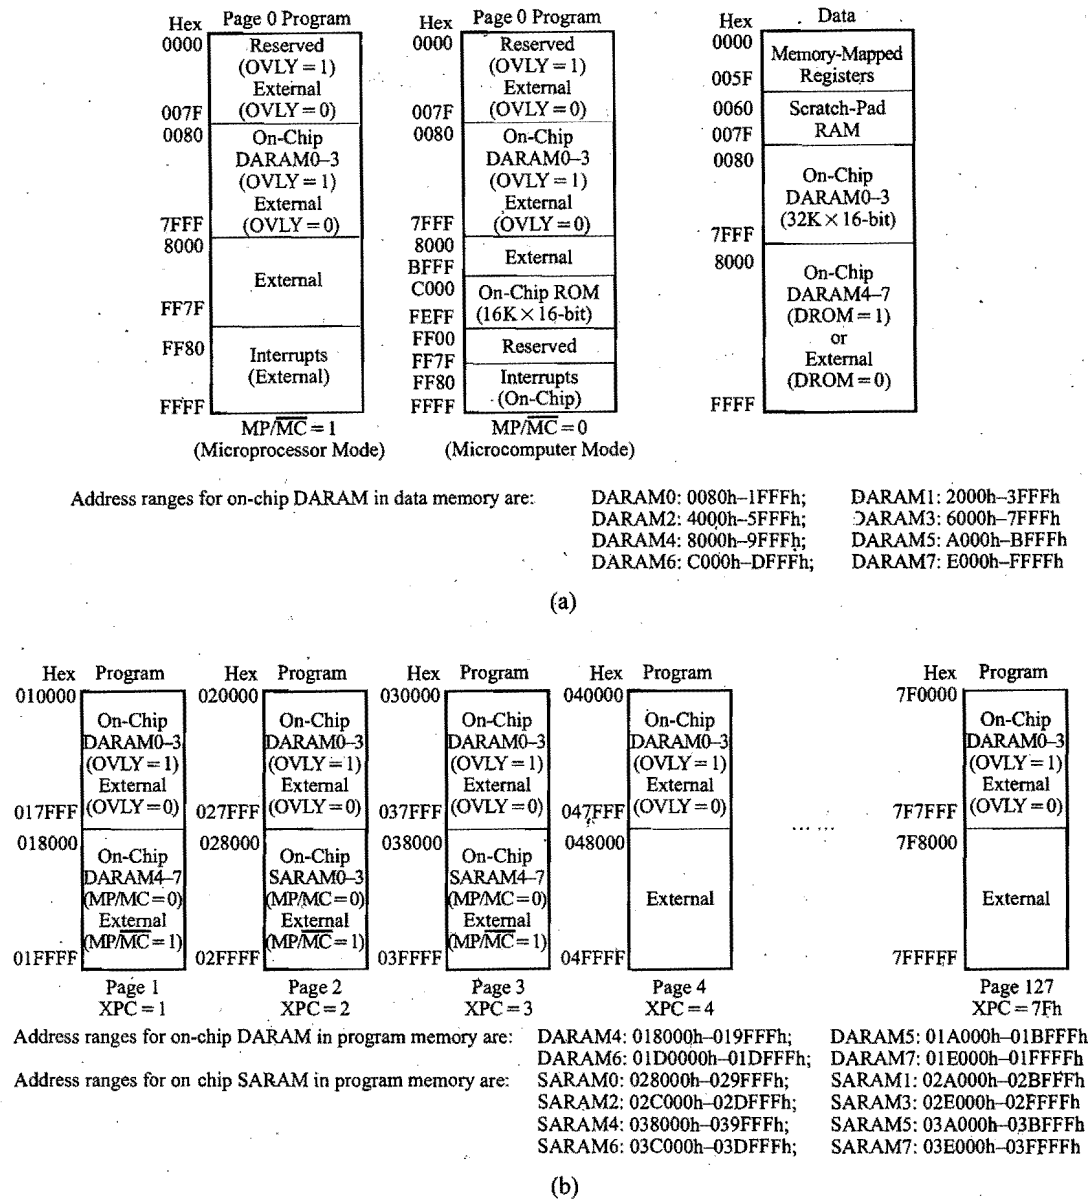 Hex Page 0 Program
0000
Reserved
(OVLY = 1)
External
007F (OVLY = 0)
0080 On-Chip
DARAM0–3
(OVLY = 1)
External
7FFF (OVLY = 0)
8000
External
FF7F
FF80 Interrupts
(External)
FFFF
MP/M̅C̅ = 1
(Microprocessor Mode)
Hex Page 0 Program
0000 Reserved
(OVLY = 1)
External
007F (OVLY = 0)
0080 On-Chip
DARAM0–3
(OVLY = 1)
External
7FFF (OVLY = 0)
8000
External
BFFF
C000 On-Chip ROM
FEFF (16K × 16-bit)
FF00
Reserved
FF7F
FF80 Interrupts
FFFF (On-Chip)
MP/M̅C̅ = 0
(Microcomputer Mode)
Hex Data
0000
Memory-Mapped
005F Registers
0060 Scratch-Pad
007F RAM
0080
On-Chip
DARAM0–3
(32K × 16-bit)
7FFF
8000 On-Chip
DARAM4–7
(DROM = 1)
or
External
(DROM = 0)
FFFF
Address ranges for on-chip DARAM in data memory are: DARAM0: 0080h–1FFFh; DARAM1: 2000h–3FFFh
DARAM2: 4000h–5FFFh; DARAM3: 6000h–7FFFh
DARAM4: 8000h–9FFFh; DARAM5: A000h–BFFFh
DARAM6: C000h–DFFFh; DARAM7: E000h–FFFFh
(a)
Hex Program
010000
On-Chip
DARAM0–3
(OVLY = 1)
External
017FFF (OVLY = 0)
018000
On-Chip
DARAM4–7
(MP/MC = 0)
External
(MP/M̅C̅ = 1)
01FFFF
Page 1
XPC = 1
Hex Program
020000
On-Chip
DARAM0–3
(OVLY = 1)
External
027FFF (OVLY = 0)
028000
On-Chip
SARAM0–3
(MP/MC = 0)
External
(MP/M̅C̅ = 1)
02FFFF
Page 2
XPC = 2
Hex Program
030000
On-Chip
DARAM0–3
(OVLY = 1)
External
037FFF (OVLY = 0)
038000
On-Chip
SARAM4–7
(MP/MC = 0)
External
(MP/M̅C̅ = 1)
03FFFF
Page 3
XPC = 3
Hex Program
040000
On-Chip
DARAM0–3
(OVLY = 1)
External
047FFF (OVLY = 0)
048000
External
04FFFF
Page 4
XPC = 4
... ...
Hex Program
7F0000
On-Chip
DARAM0–3
(OVLY = 1)
External
7F7FFF (OVLY = 0)
7F8000
External
7FFFFF
Page 127
XPC = 7Fh
Address ranges for on-chip DARAM in program memory are: DARAM4: 018000h–019FFFh; DARAM5: 01A000h–01BFFFh
DARAM6: 01D0000h–01DFFFh; DARAM7: 01E000h–01FFFFh
Address ranges for on chip SARAM in program memory are: SARAM0: 028000h–029FFFh; SARAM1: 02A000h–02BFFFh
SARAM2: 02C000h–02DFFFh; SARAM3: 02E000h–02FFFFh
SARAM4: 038000h–039FFFh; SARAM5: 03A000h–03BFFFh
SARAM6: 03C000h–03DFFFh; SARAM7: 03E000h–03FFFFh
(b)